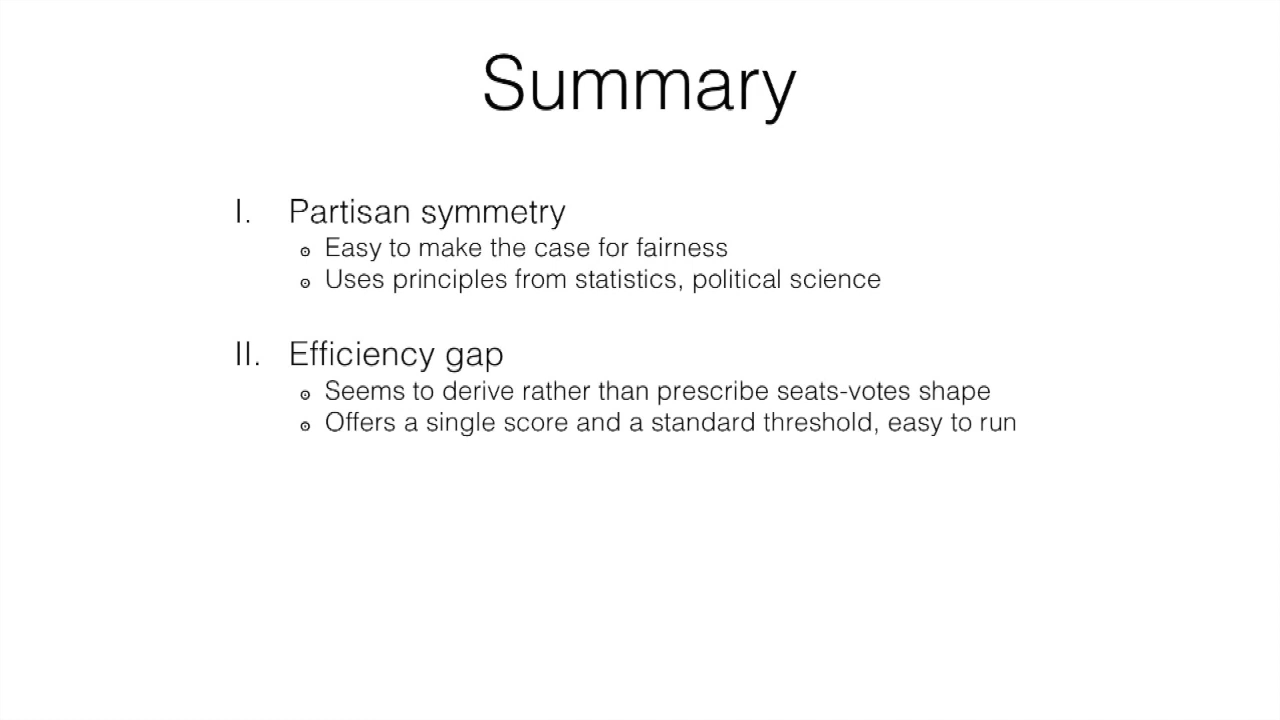 Summary
I. Partisan symmetry
⊙ Easy to make the case for fairness
⊙ Uses principles from statistics, political science
II. Efficiency gap
⊙ Seems to derive rather than prescribe seats-votes shape
⊙ Offers a single score and a standard threshold, easy to run